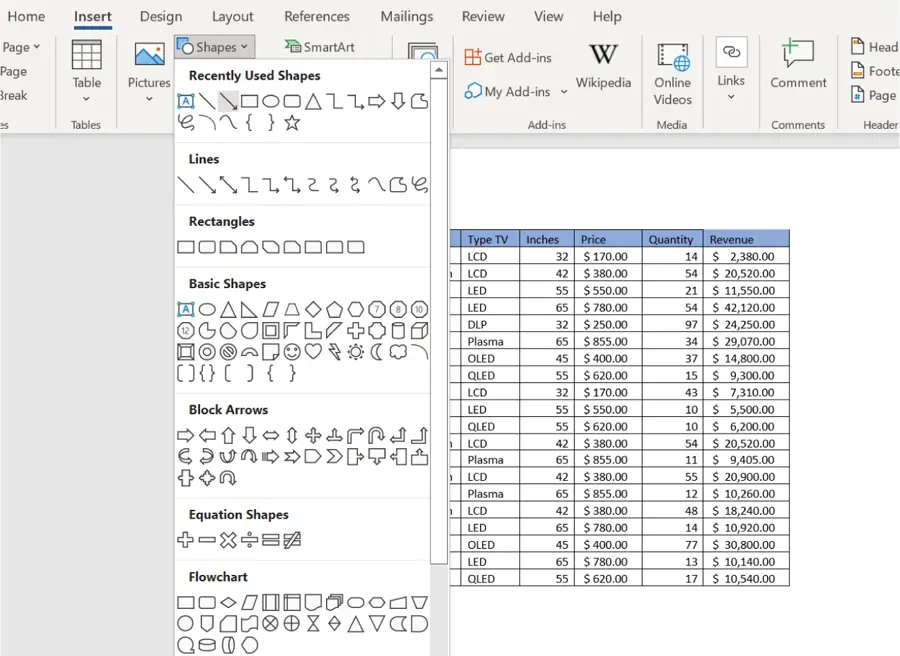 Home Insert Design Layout References Mailings Review View Help
Page
Page
Break
Table
Tables
Pictures
Shapes
SmartArt
Get Add-ins
My Add-ins
Wikipedia
Add-ins
Online
Videos
Media
Links
Comment
Comments
Head
Foote
Page
Header
es
Recently Used Shapes
Lines
Rectangles
Basic Shapes
Block Arrows
Equation Shapes
Flowchart
Type TV Inches Price Quantity Revenue
LCD 32 $ 170.00 14 $ 2,380.00
LCD 42 $ 380.00 54 $ 20,520.00
LED 55 $ 550.00 21 $ 11,550.00
LED 65 $ 780.00 54 $ 42,120.00
DLP 32 $ 250.00 97 $ 24,250.00
Plasma 65 $ 855.00 34 $ 29,070.00
OLED 45 $ 400.00 37 $ 14,800.00
QLED 55 $ 620.00 15 $ 9,300.00
LCD 32 $ 170.00 43 $ 7,310.00
LED 55 $ 550.00 10 $ 5,500.00
QLED 55 $ 620.00 10 $ 6,200.00
LCD 42 $ 380.00 54 $ 20,520.00
Plasma 65 $ 855.00 11 $ 9,405.00
LCD 42 $ 380.00 55 $ 20,900.00
Plasma 65 $ 855.00 12 $ 10,260.00
LCD 42 $ 380.00 48 $ 18,240.00
LED 65 $ 780.00 14 $ 10,920.00
OLED 45 $ 400.00 77 $ 30,800.00
LED 65 $ 780.00 13 $ 10,140.00
QLED 55 $ 620.00 17 $ 10,540.00